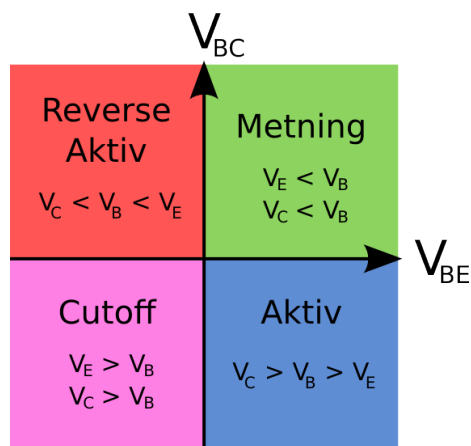 V_BC
Reverse
Aktiv
V_C < V_B < V_E
Metning
V_E < V_B
V_C < V_B
V_BE
Cutoff
V_E > V_B
V_C > V_B
Aktiv
V_C > V_B > V_E